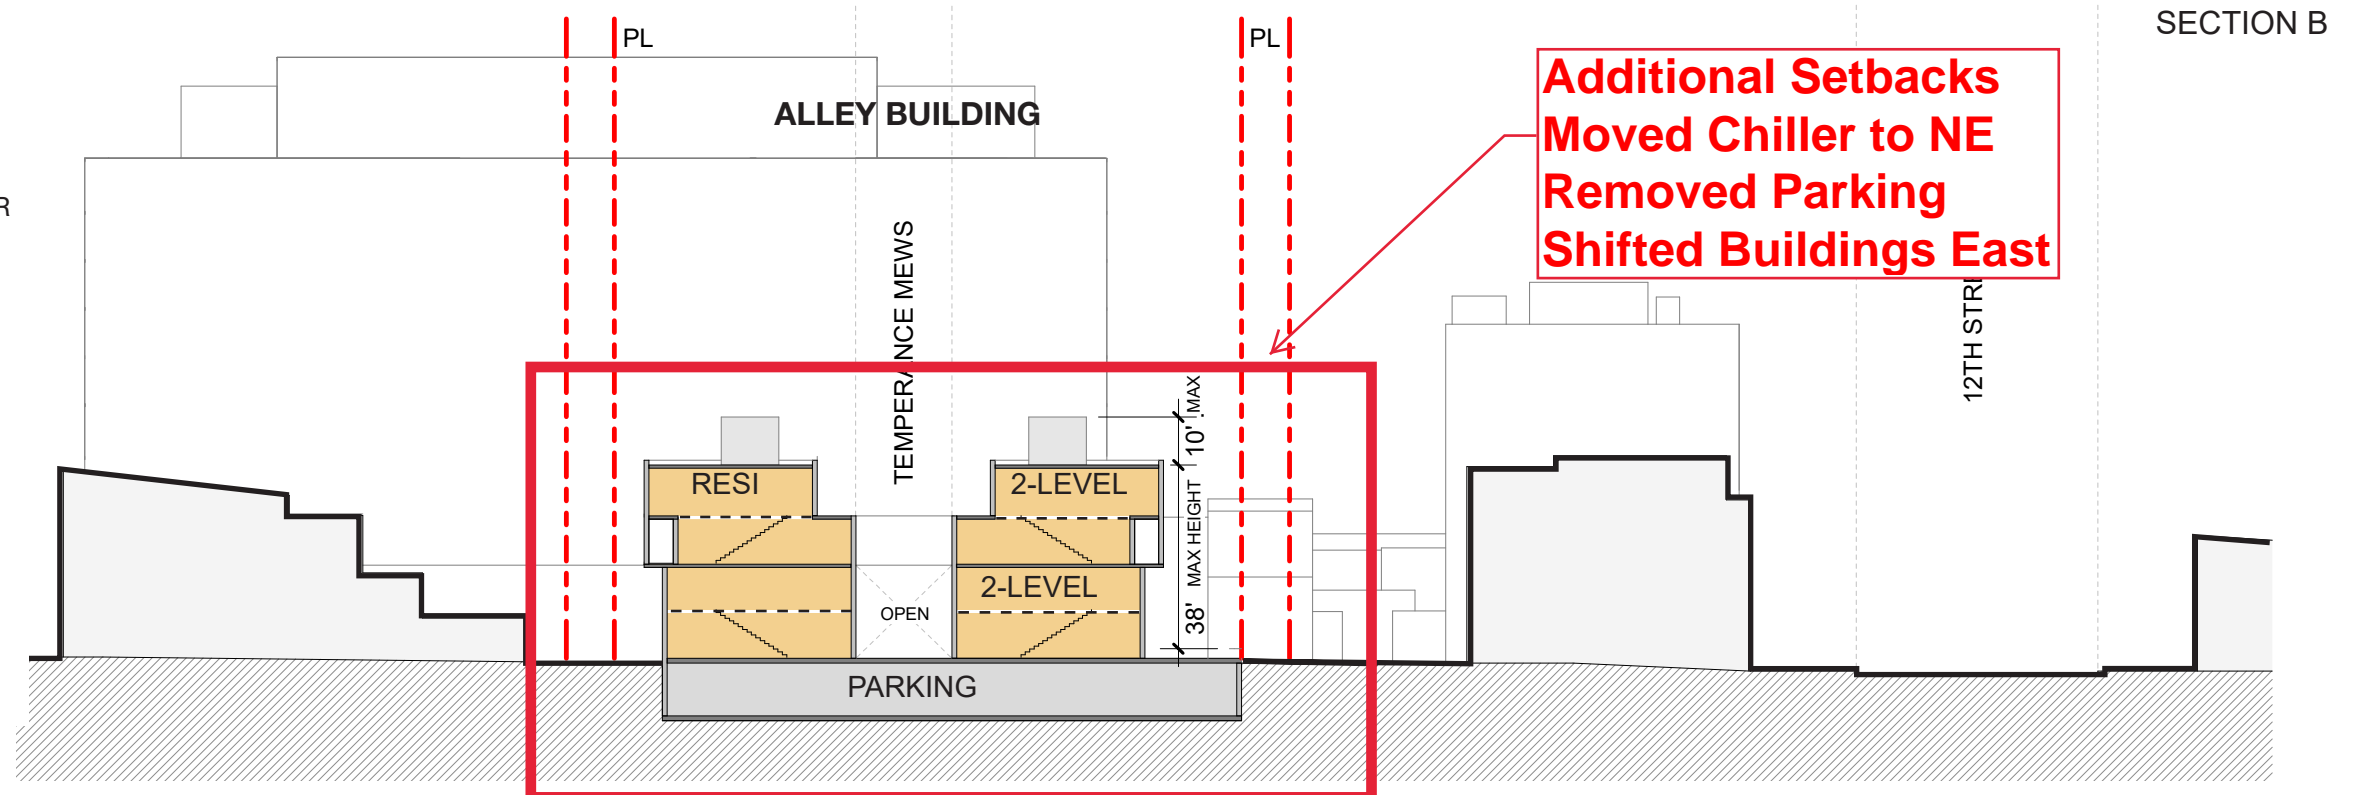 SECTION B
PL
PL
Additional Setbacks
Moved Chiller to NE
Removed Parking
Shifted Buildings East
ALLEY BUILDING
R
TEMPERANCE MEWS
12TH STRE
10' MAX.
38' MAX HEIGHT
RESI
2-LEVEL
2-LEVEL
OPEN
PARKING